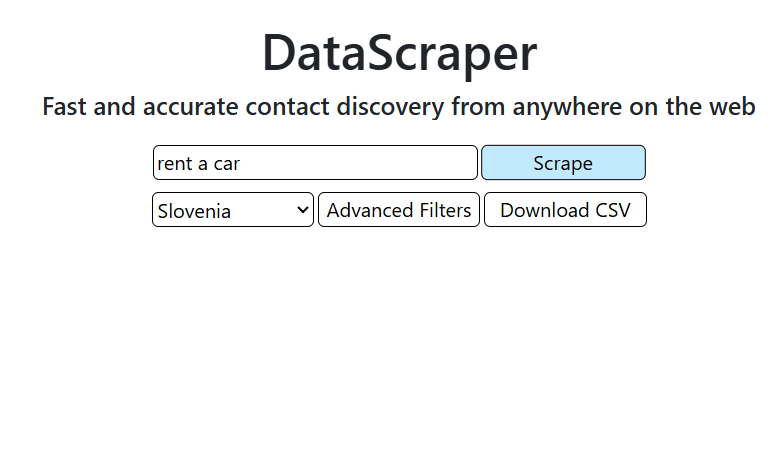 DataScraper
Fast and accurate contact discovery from anywhere on the web
rent a car Scrape
Slovenia Advanced Filters Download CSV